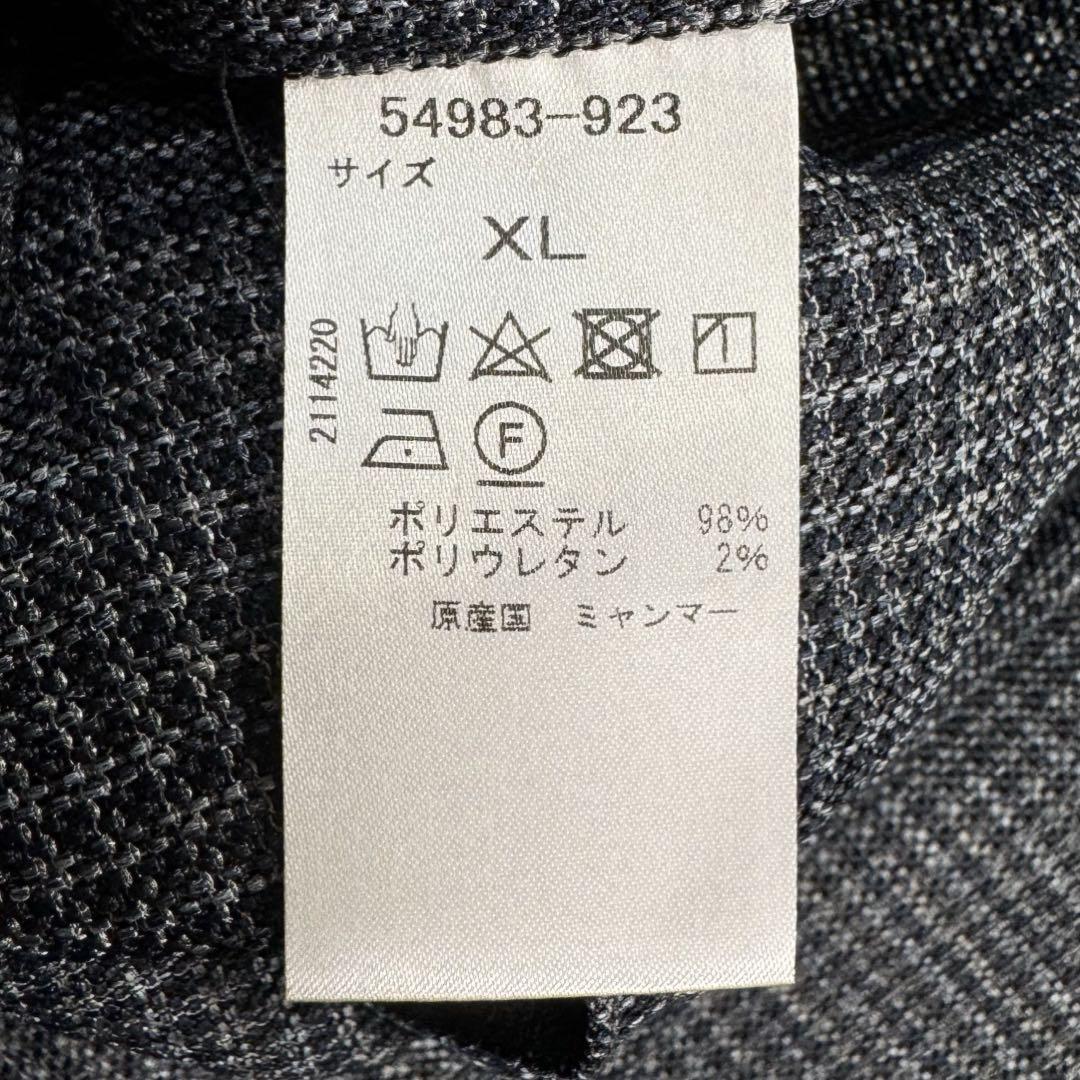 54983-923
サイズ
XL
2114220
F
ポリエステル 98%
ポリウレタン 2%
原産国 ミャンマー